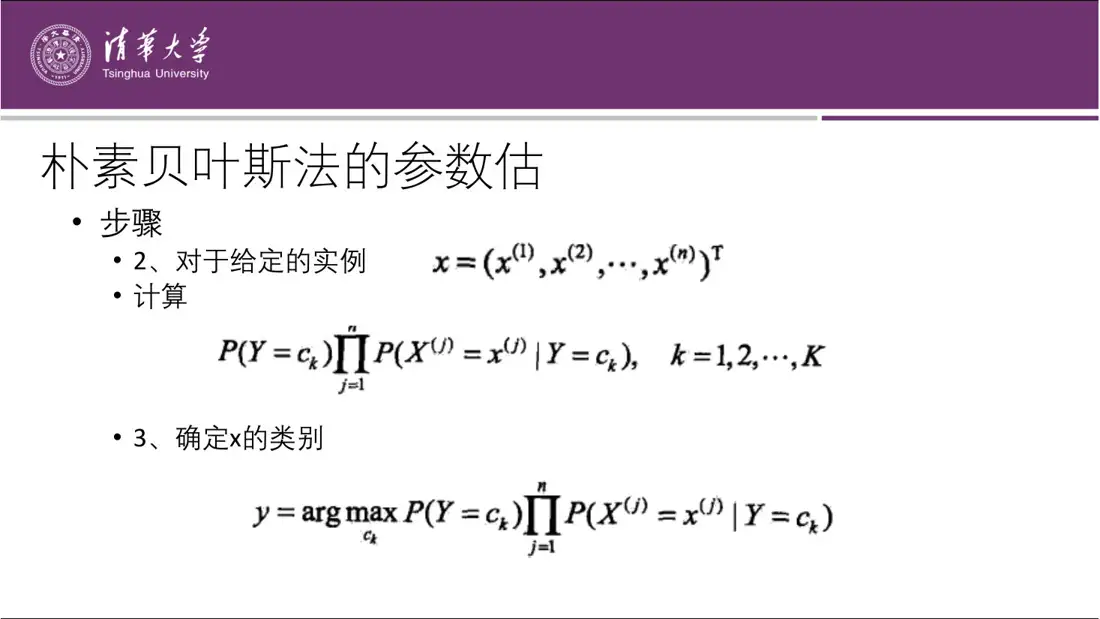 清华大学
Tsinghua University
朴素贝叶斯法的参数估
• 步骤
• 2、对于给定的实例 x = (x^(1), x^(2), ⋯, x^(n))^T
• 计算
P(Y = c_k) ∏_{j=1}^{n} P(X^(j) = x^(j) | Y = c_k), k = 1, 2, ⋯, K
• 3、确定x的类别
y = arg max_{c_k} P(Y = c_k) ∏_{j=1}^{n} P(X^(j) = x^(j) | Y = c_k)